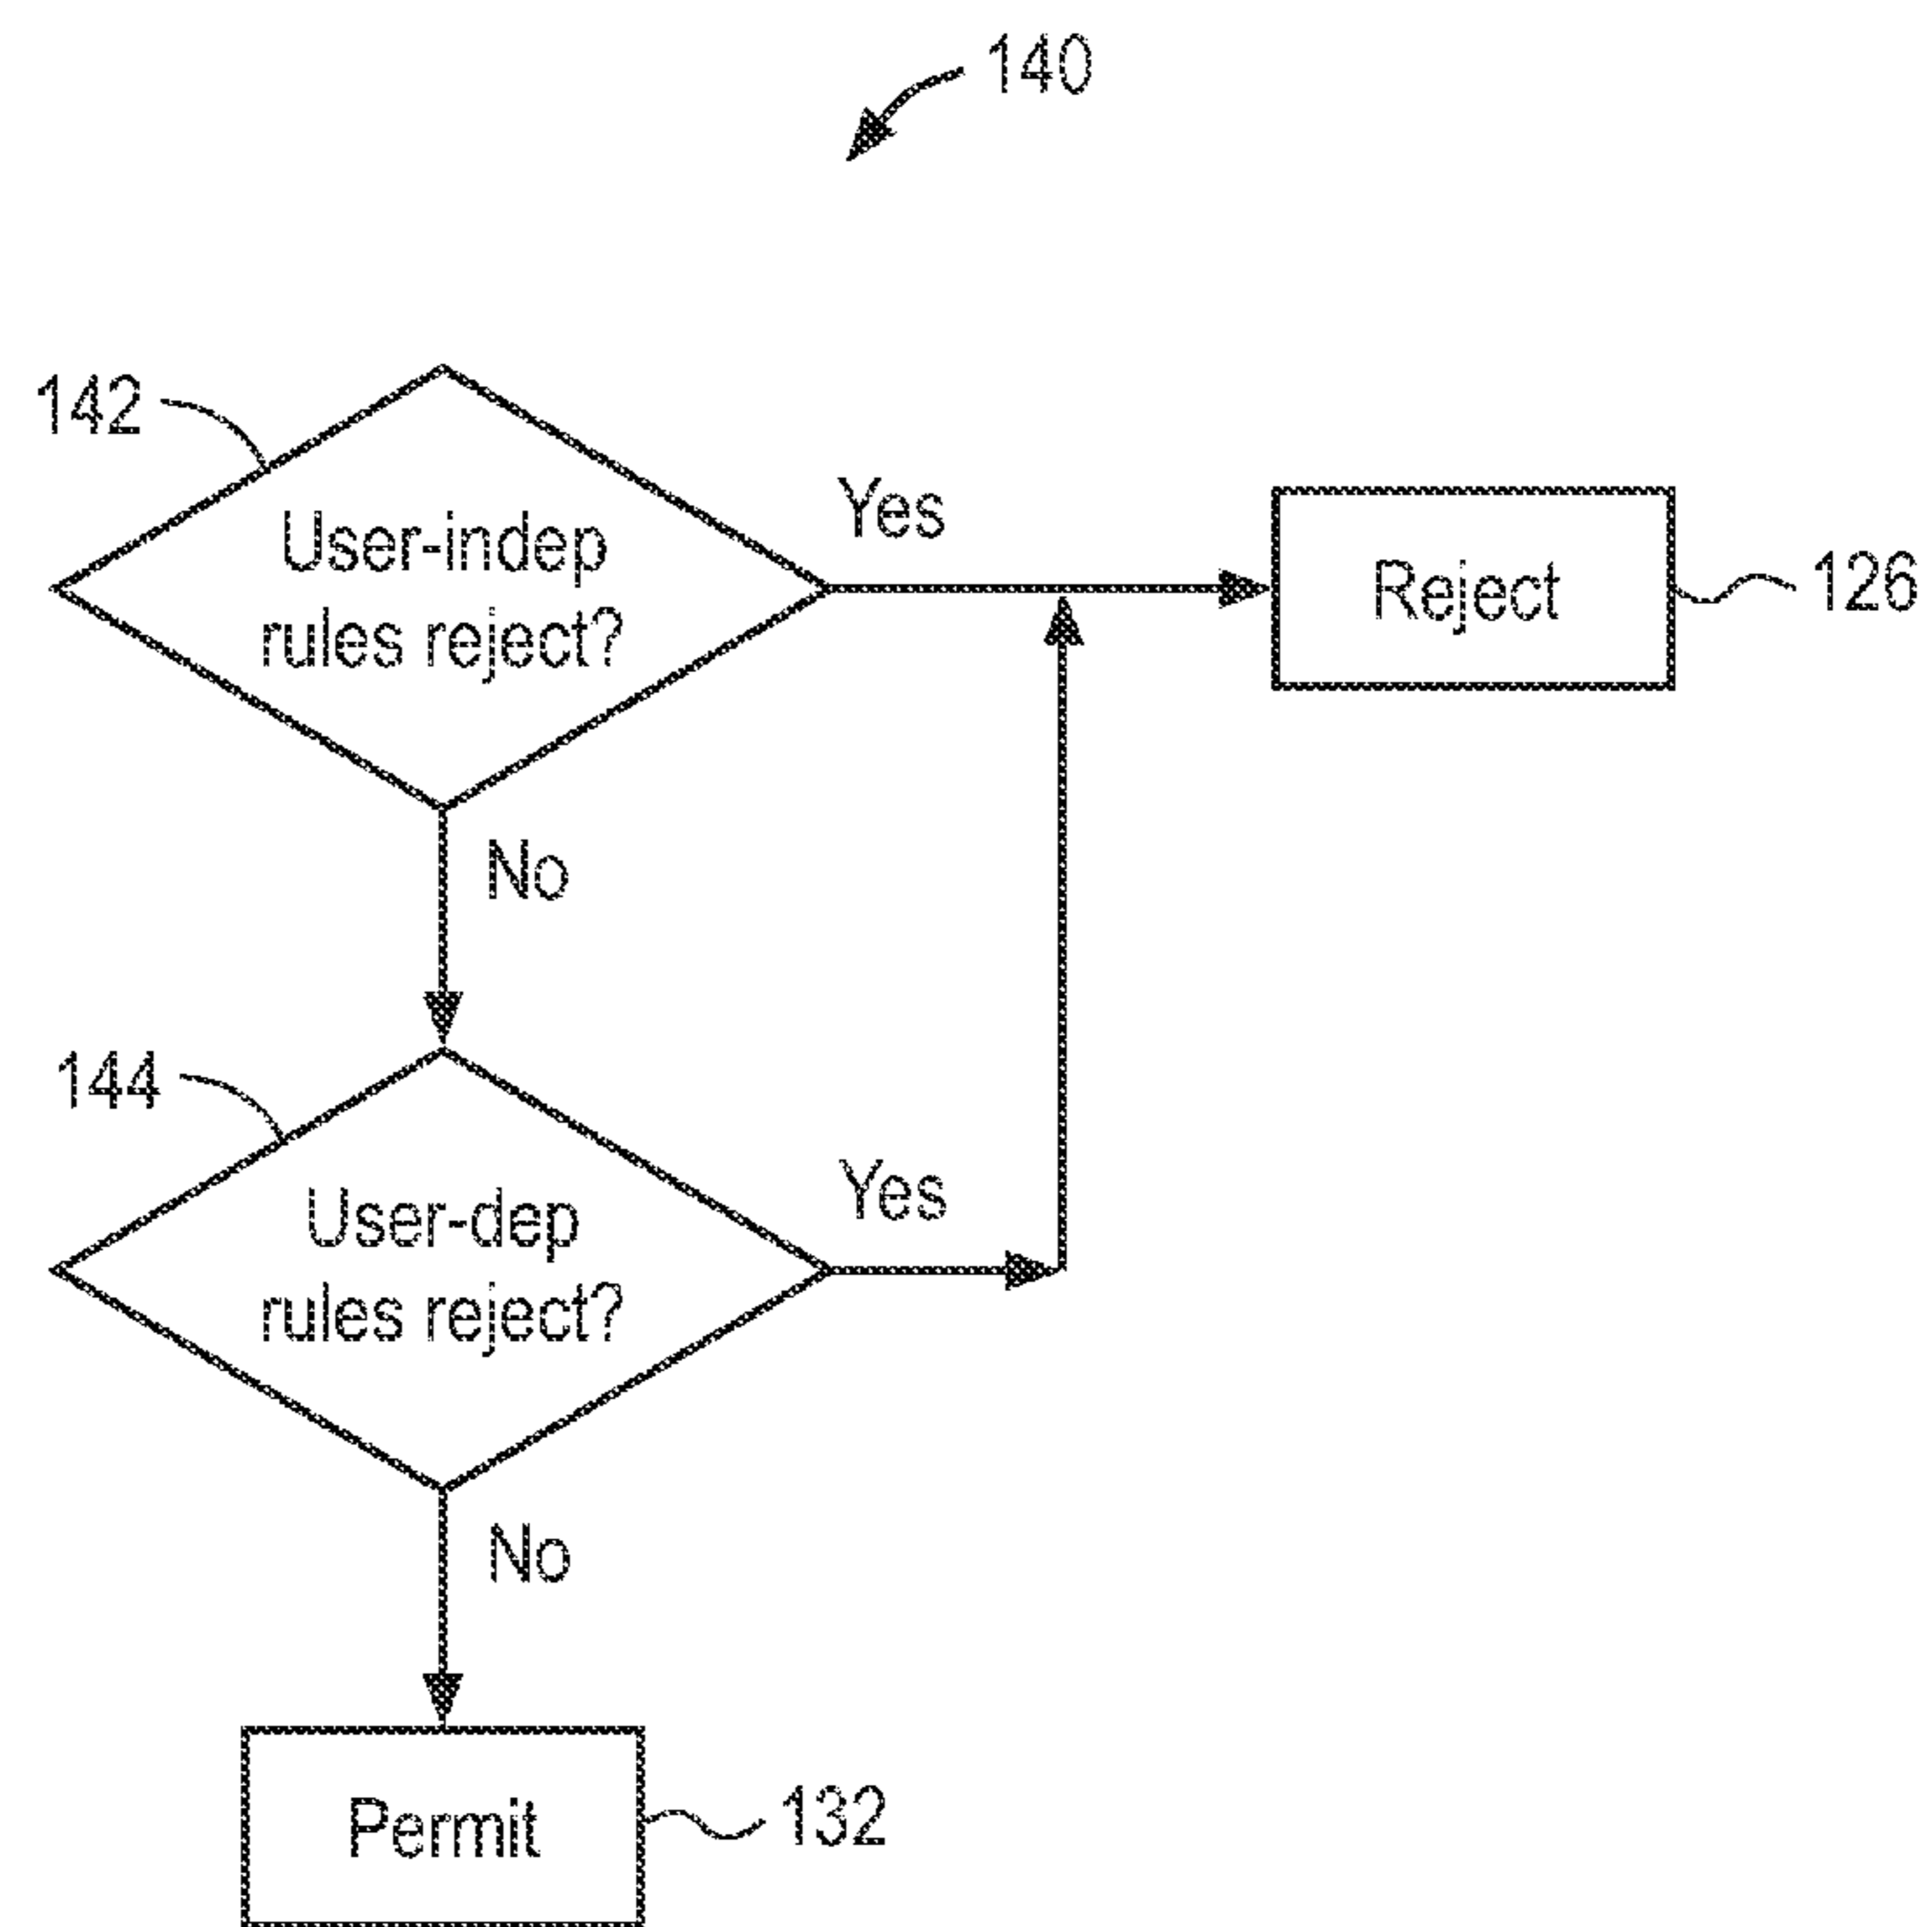 140
142
User-indep
rules reject?
Yes
Reject
126
No
144
User-dep
rules reject?
Yes
No
Permit
132